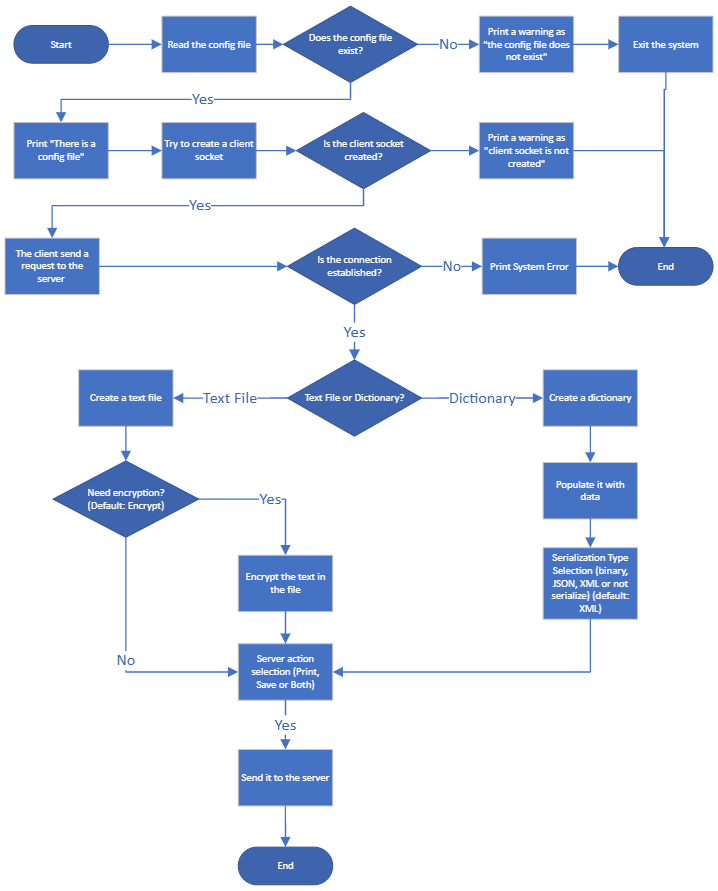 Start
Read the config file
Does the config file
exist?
No
Print a warning as
"the config file does
not exist"
Exit the system
Yes
Print "There is a
config file"
Try to create a client
socket
Is the client socket
created?
Print a warning as
"client socket is not
created"
Yes
The client send a
request to the
server
Is the connection
established?
No
Print System Error
End
Yes
Create a text file
Text File
Text File or Dictionary?
Dictionary
Create a dictionary
Need encryption?
(Default: Encrypt)
Yes
Populate it with
data
Encrypt the text in
the file
Serialization Type
Selection (binary,
JSON, XML or not
serialize) (default:
XML)
No
Server action
selection (Print,
Save or Both)
Yes
Send it to the server
End